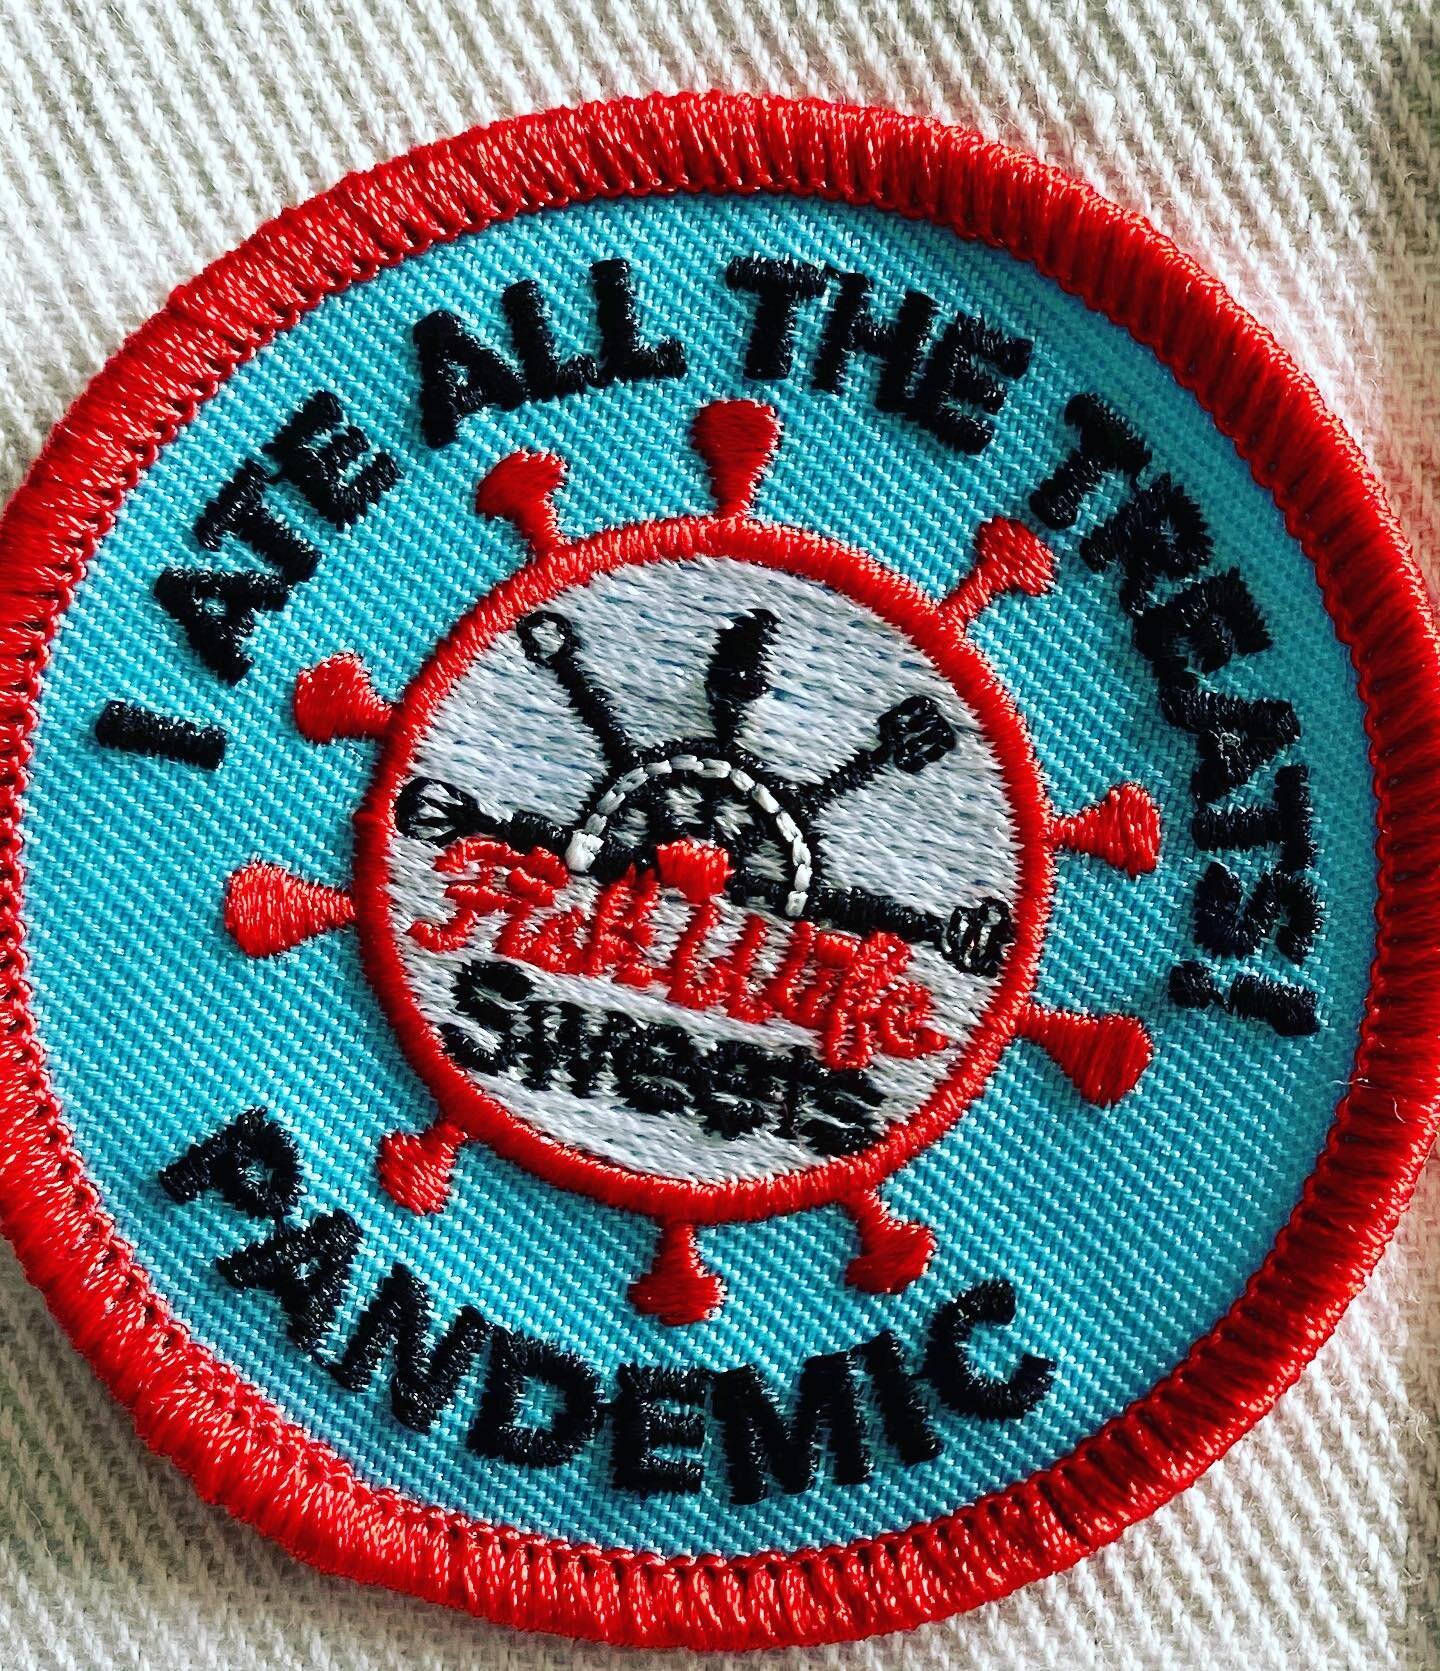 I ATE ALL THE TREATS!
Sweets
PANDEMIC